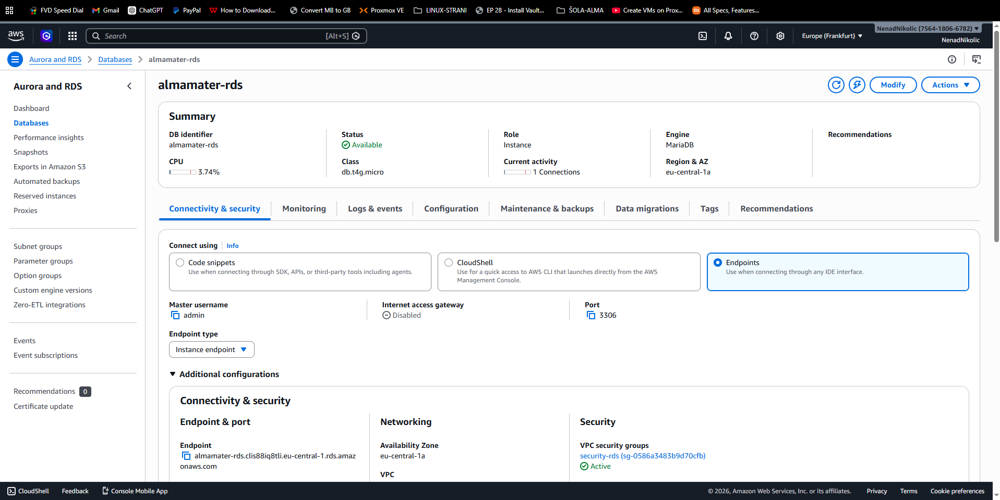 FVD Speed Dial
Gmail
ChatGPT
PayPal
How to Download...
Convert MB to GB
Proxmox VE
LINUX-STRANI
EP 28 - Install Vault...
ŠOLA-ALMA
Create VMs on Prox...
All Specs, Features...
aws
Search
[Alt+S]
Europe (Frankfurt)
NenadNikolic (7564-1806-6782)
NenadNikolic
Aurora and RDS
Databases
almamater-rds
Aurora and RDS
Dashboard
Databases
Performance insights
Snapshots
Exports in Amazon S3
Automated backups
Reserved instances
Proxies
Subnet groups
Parameter groups
Option groups
Custom engine versions
Zero-ETL integrations
Events
Event subscriptions
Recommendations 0
Certificate update
almamater-rds
Modify
Actions
Summary
DB identifier
almamater-rds
CPU
3.74%
Status
Available
Class
db.t4g.micro
Role
Instance
Current activity
1 Connections
Engine
MariaDB
Region & AZ
eu-central-1a
Recommendations
Connectivity & security
Monitoring
Logs & events
Configuration
Maintenance & backups
Data migrations
Tags
Recommendations
Connect using
Info
Code snippets
Use when connecting through SDK, APIs, or third-party tools including agents.
CloudShell
Use for a quick access to AWS CLI that launches directly from the AWS
Management Console.
Endpoints
Use when connecting through any IDE interface.
Master username
admin
Internet access gateway
Disabled
Port
3306
Endpoint type
Instance endpoint
Additional configurations
Connectivity & security
Endpoint & port
Endpoint
almamater-rds.clis88iq8tli.eu-central-1.rds.amaz
onaws.com
Networking
Availability Zone
eu-central-1a
VPC
Security
VPC security groups
security-rds (sg-0586a3483b9d70cfb)
Active
CloudShell
Feedback
Console Mobile App
© 2026, Amazon Web Services, Inc. or its affiliates.
Privacy
Terms
Cookie preferences